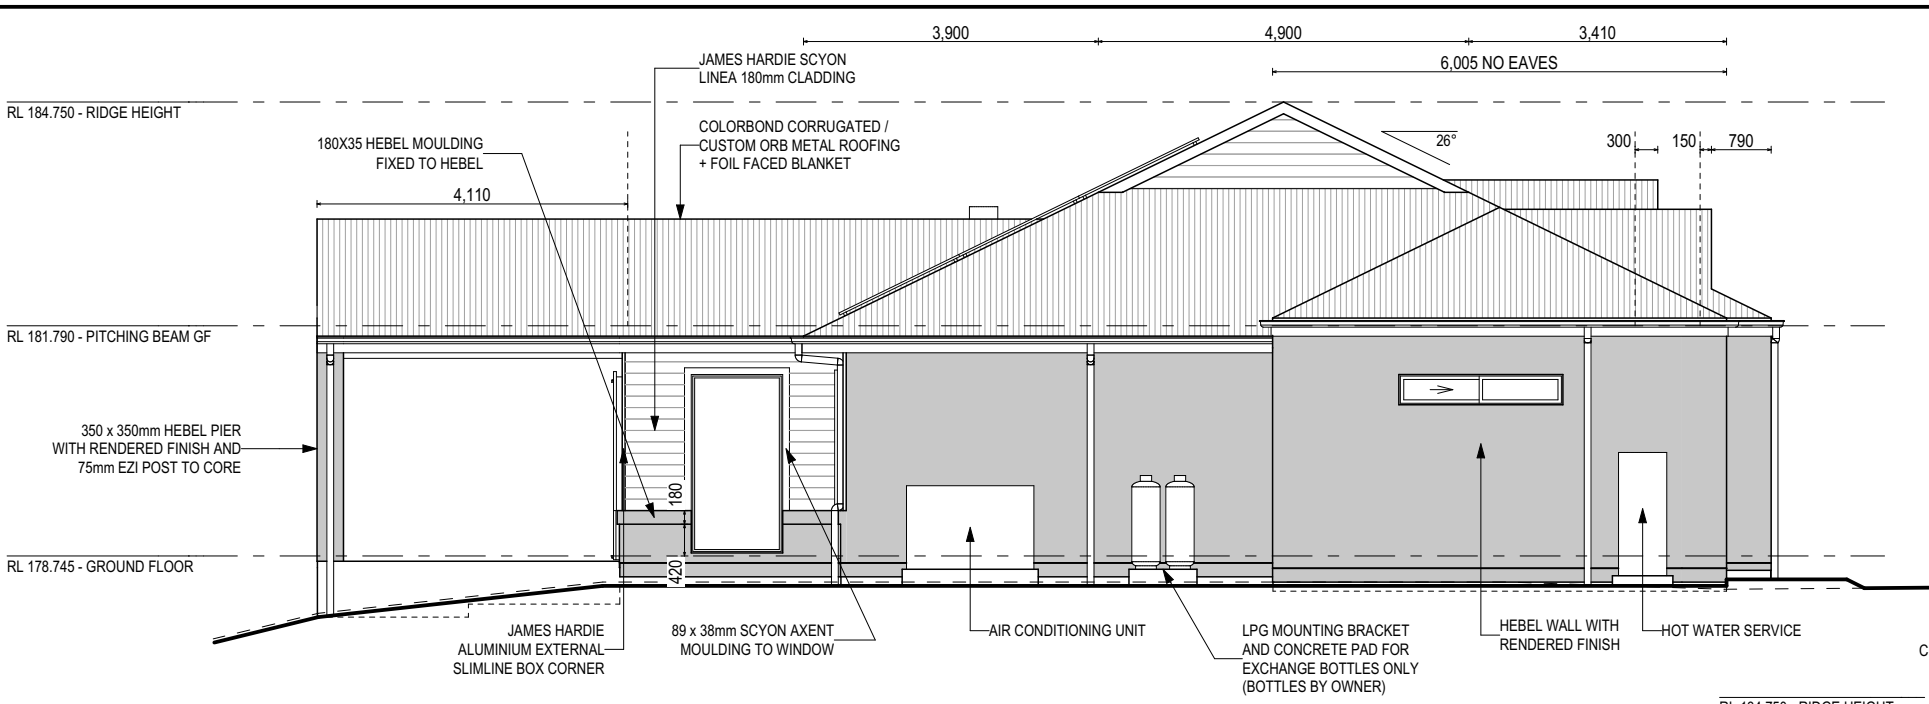 3,900
4,900
3,410
6,005 NO EAVES
JAMES HARDIE SCYON
LINEA 180mm CLADDING
RL 184.750 - RIDGE HEIGHT
COLORBOND CORRUGATED /
CUSTOM ORB METAL ROOFING
+ FOIL FACED BLANKET
180X35 HEBEL MOULDING
FIXED TO HEBEL
26°
300
150
790
4,110
RL 181.790 - PITCHING BEAM GF
350 x 350mm HEBEL PIER
WITH RENDERED FINISH AND
75mm EZI POST TO CORE
180
420
RL 178.745 - GROUND FLOOR
JAMES HARDIE
ALUMINIUM EXTERNAL
SLIMLINE BOX CORNER
89 x 38mm SCYON AXENT
MOULDING TO WINDOW
AIR CONDITIONING UNIT
LPG MOUNTING BRACKET
AND CONCRETE PAD FOR
EXCHANGE BOTTLES ONLY
(BOTTLES BY OWNER)
HEBEL WALL WITH
RENDERED FINISH
HOT WATER SERVICE
C
RL 184.750 - RIDGE HEIGHT